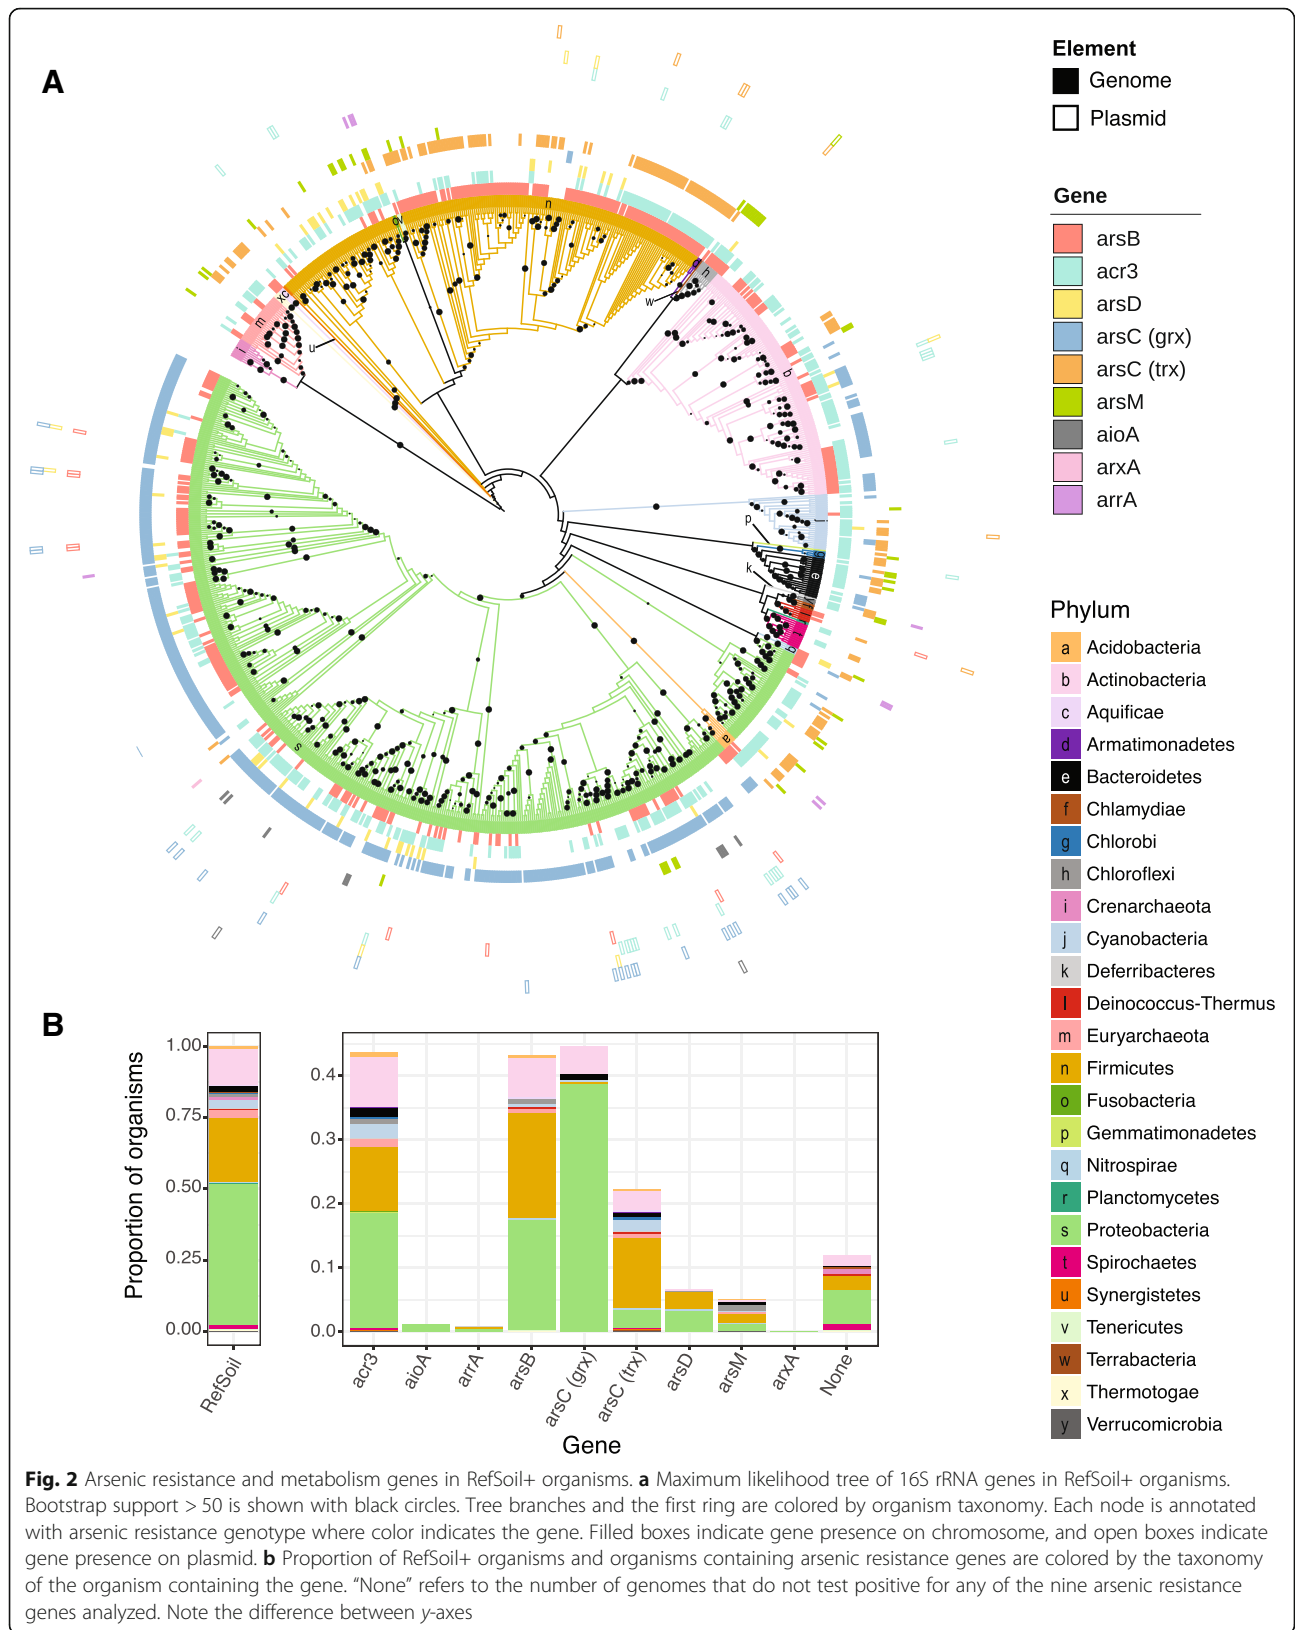 A
Element
Genome
Plasmid
Gene
arsB
acr3
arsD
arsC (grx)
arsC (trx)
arsM
aioA
arxA
arrA
n
w
h
xc
m
u
i
b
j
p
e
k
t
a
s
Phylum
a Acidobacteria
b Actinobacteria
c Aquificae
d Armatimonadetes
e Bacteroidetes
f Chlamydiae
g Chlorobi
h Chloroflexi
i Crenarchaeota
j Cyanobacteria
k Deferribacteres
l Deinococcus-Thermus
m Euryarchaeota
n Firmicutes
o Fusobacteria
p Gemmatimonadetes
q Nitrospirae
r Planctomycetes
s Proteobacteria
t Spirochaetes
u Synergistetes
v Tenericutes
w Terrabacteria
x Thermotogae
y Verrucomicrobia
B
Proportion of organisms
1.00
0.75
0.50
0.25
0.00
RefSoil
0.4
0.3
0.2
0.1
0.0
acr3
aioA
arrA
arsB
arsC (grx)
arsC (trx)
arsD
arsM
arxA
None
Gene
Fig. 2 Arsenic resistance and metabolism genes in RefSoil+ organisms. a Maximum likelihood tree of 16S rRNA genes in RefSoil+ organisms.
Bootstrap support > 50 is shown with black circles. Tree branches and the first ring are colored by organism taxonomy. Each node is annotated
with arsenic resistance genotype where color indicates the gene. Filled boxes indicate gene presence on chromosome, and open boxes indicate
gene presence on plasmid. b Proportion of RefSoil+ organisms and organisms containing arsenic resistance genes are colored by the taxonomy
of the organism containing the gene. “None” refers to the number of genomes that do not test positive for any of the nine arsenic resistance
genes analyzed. Note the difference between y-axes